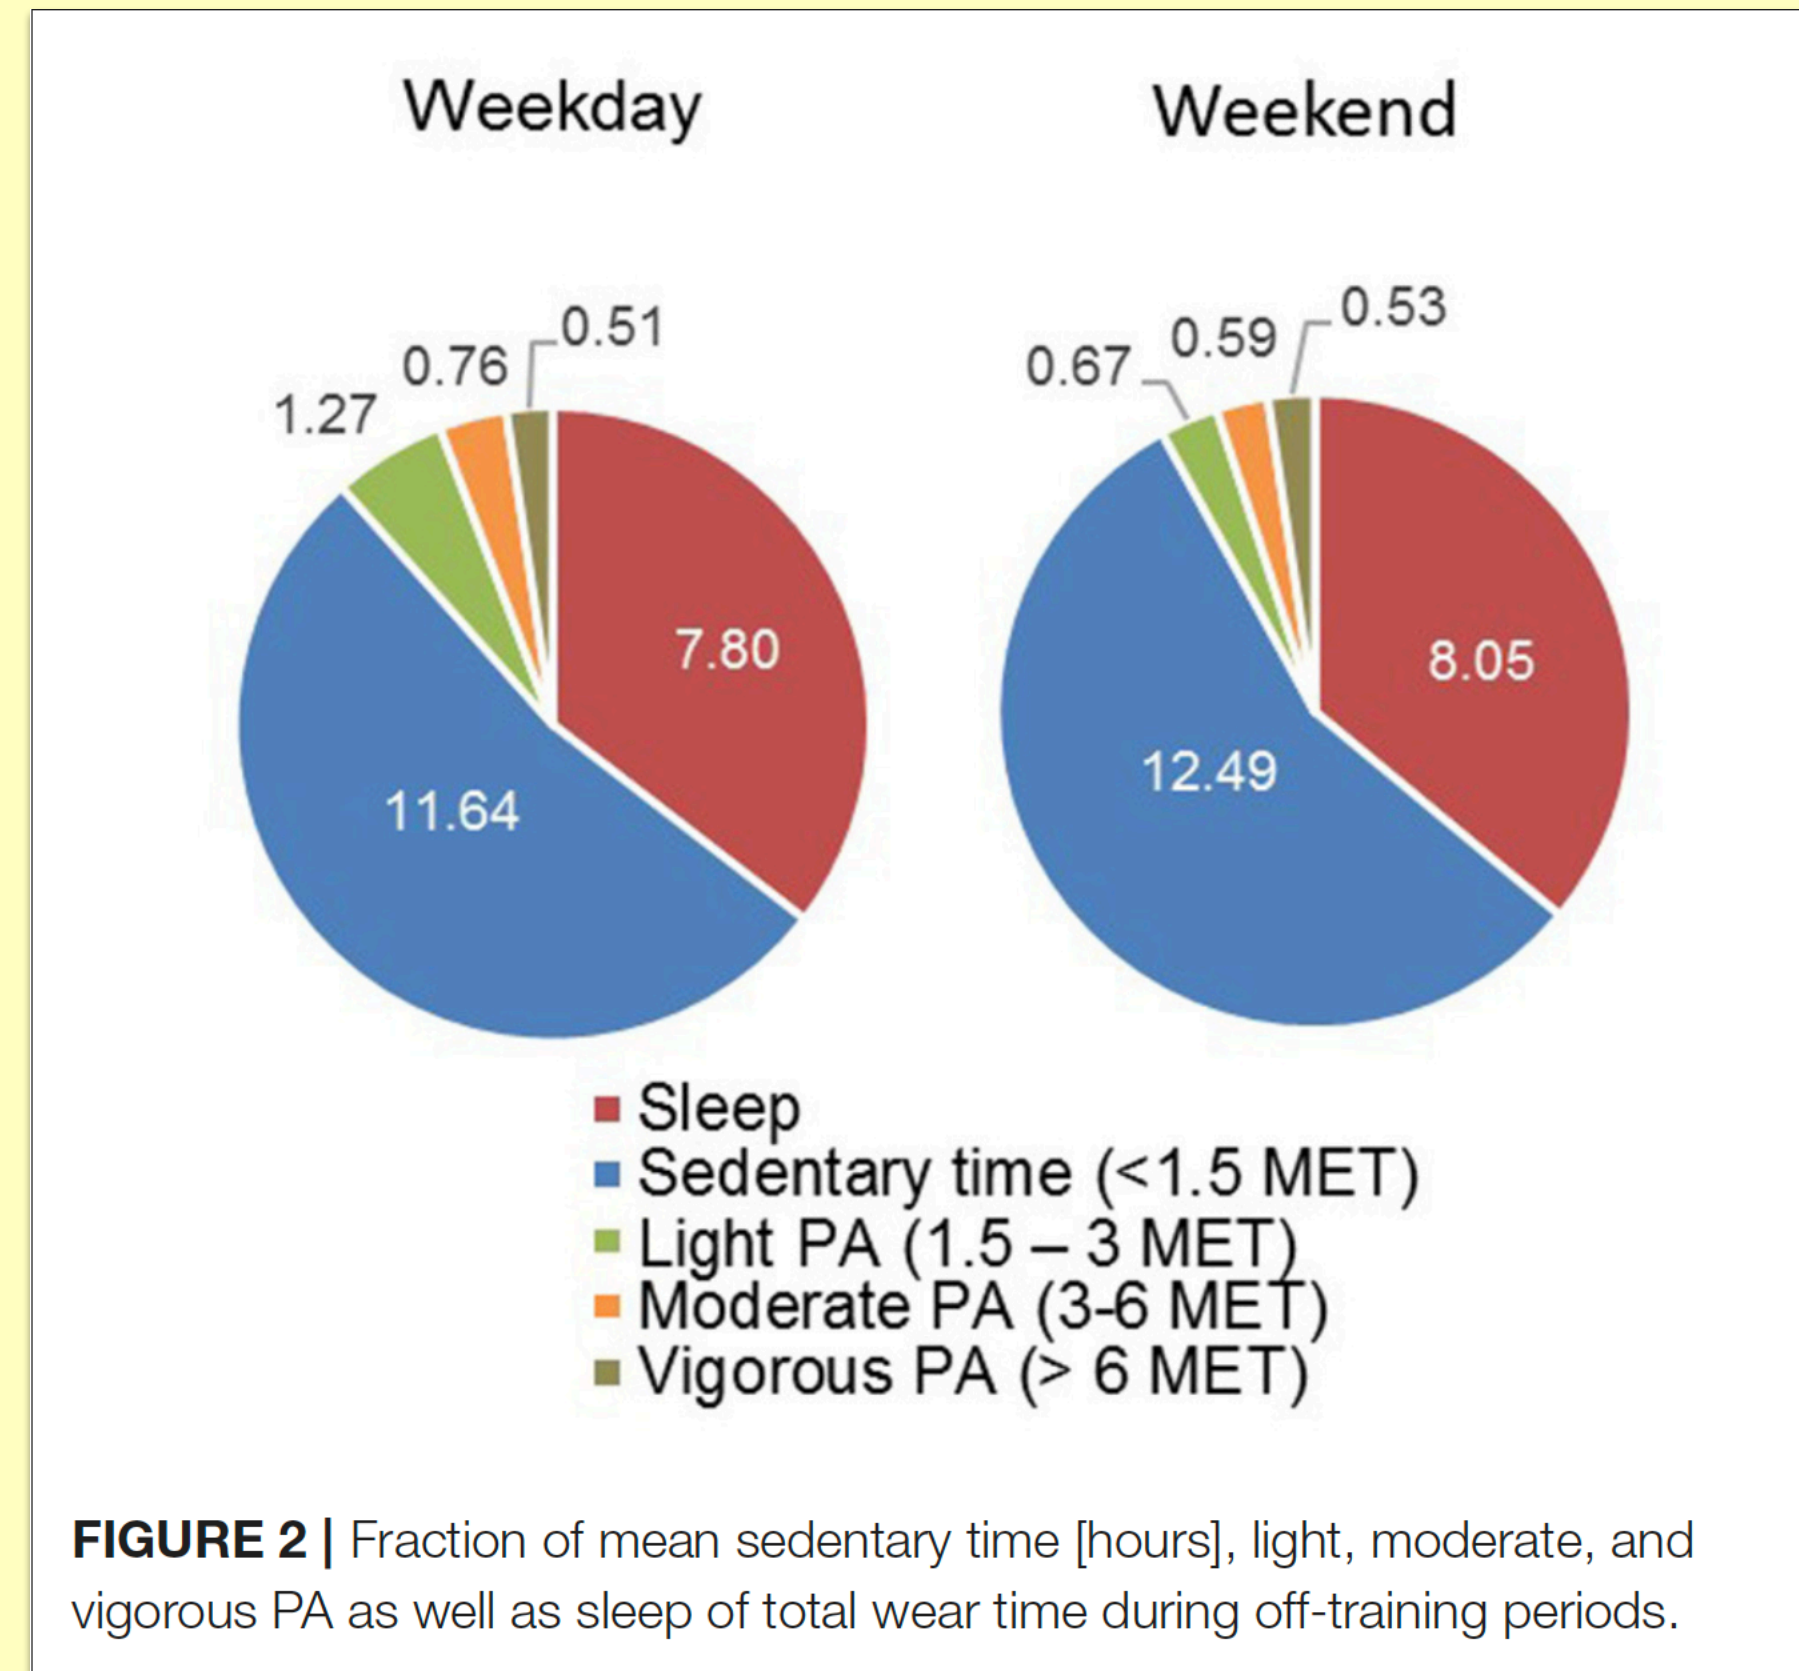 Weekday
Weekend
0.51
0.76
1.27
7.80
11.64
0.53
0.59
0.67
8.05
12.49
Sleep
Sedentary time (<1.5 MET)
Light PA (1.5 – 3 MET)
Moderate PA (3-6 MET)
Vigorous PA (> 6 MET)
FIGURE 2 | Fraction of mean sedentary time [hours], light, moderate, and
vigorous PA as well as sleep of total wear time during off-training periods.